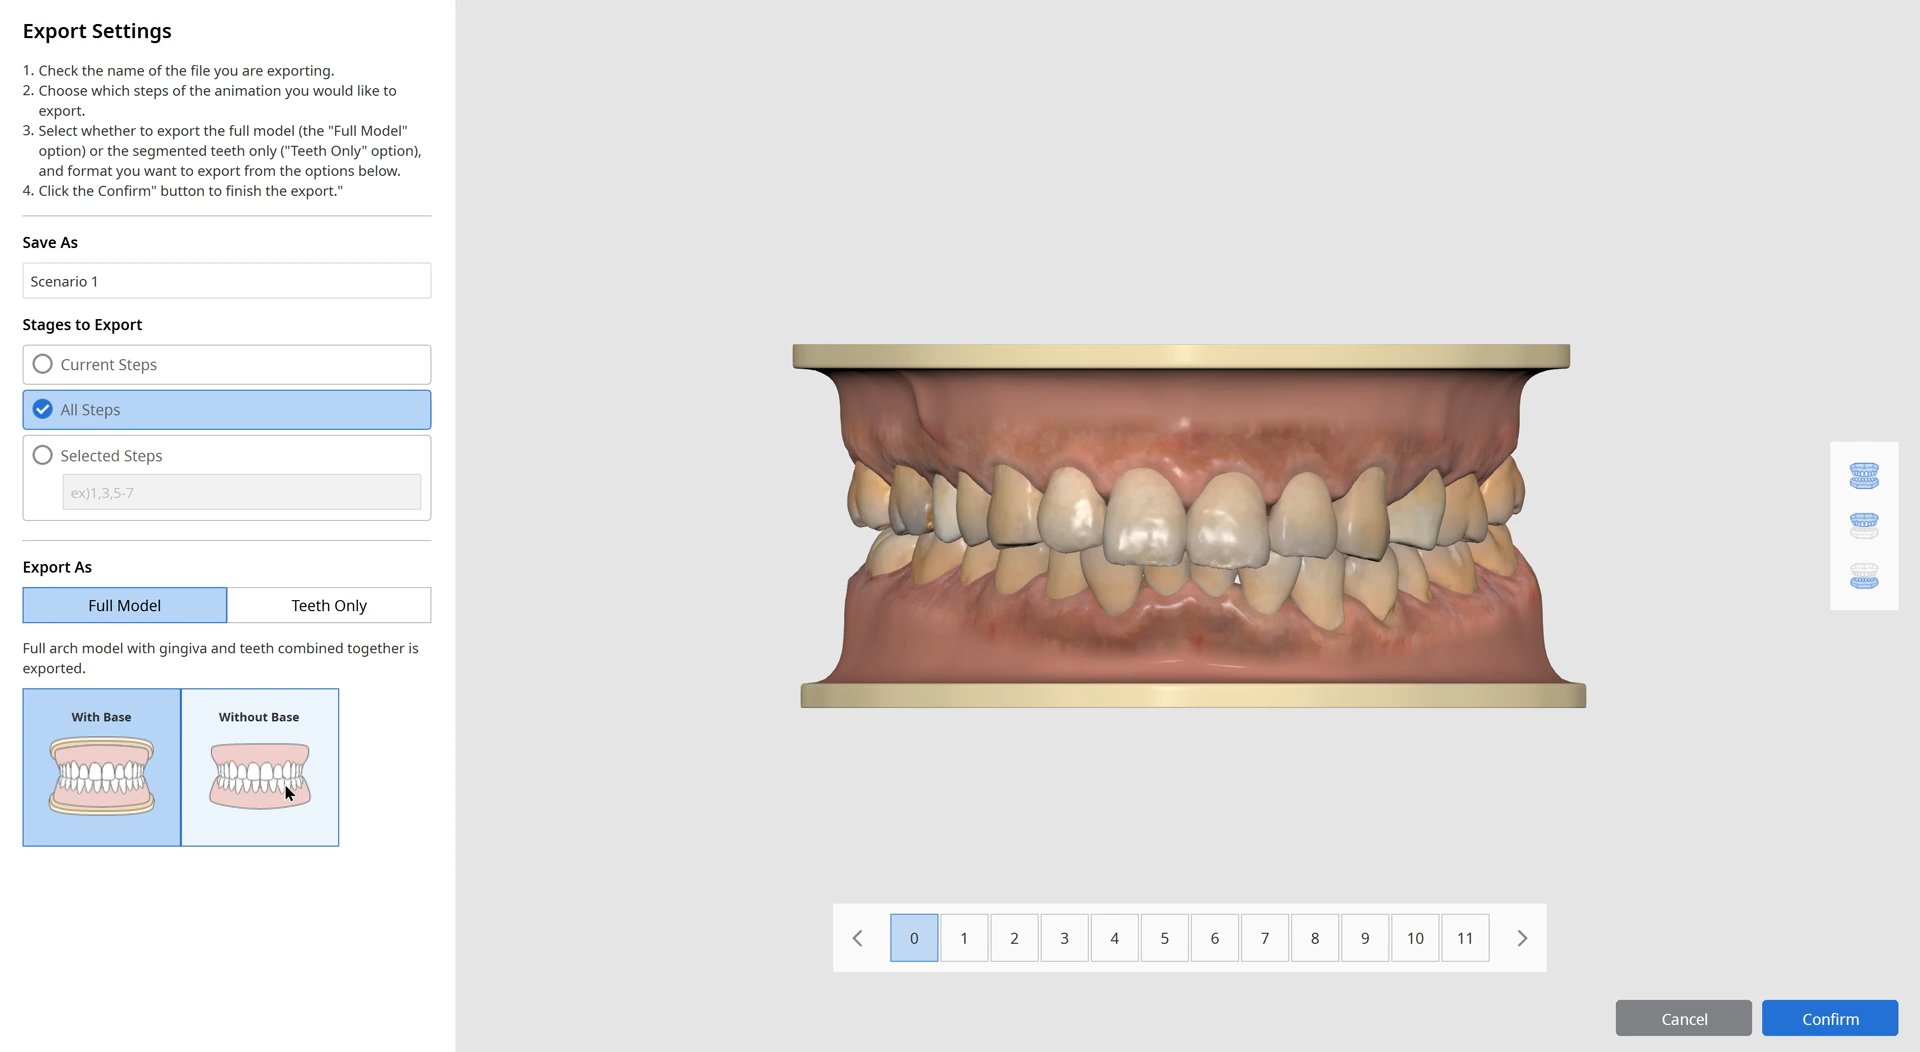 Export Settings
1. Check the name of the file you are exporting.
2. Choose which steps of the animation you would like to
export.
3. Select whether to export the full model (the "Full Model"
option) or the segmented teeth only ("Teeth Only" option),
and format you want to export from the options below.
4. Click the Confirm" button to finish the export."
Save As
Scenario 1
Stages to Export
Current Steps
All Steps
Selected Steps
ex)1,3,5-7
Export As
Full Model
Teeth Only
Full arch model with gingiva and teeth combined together is
exported.
With Base
Without Base
0 1 2 3 4 5 6 7 8 9 10 11
Cancel
Confirm